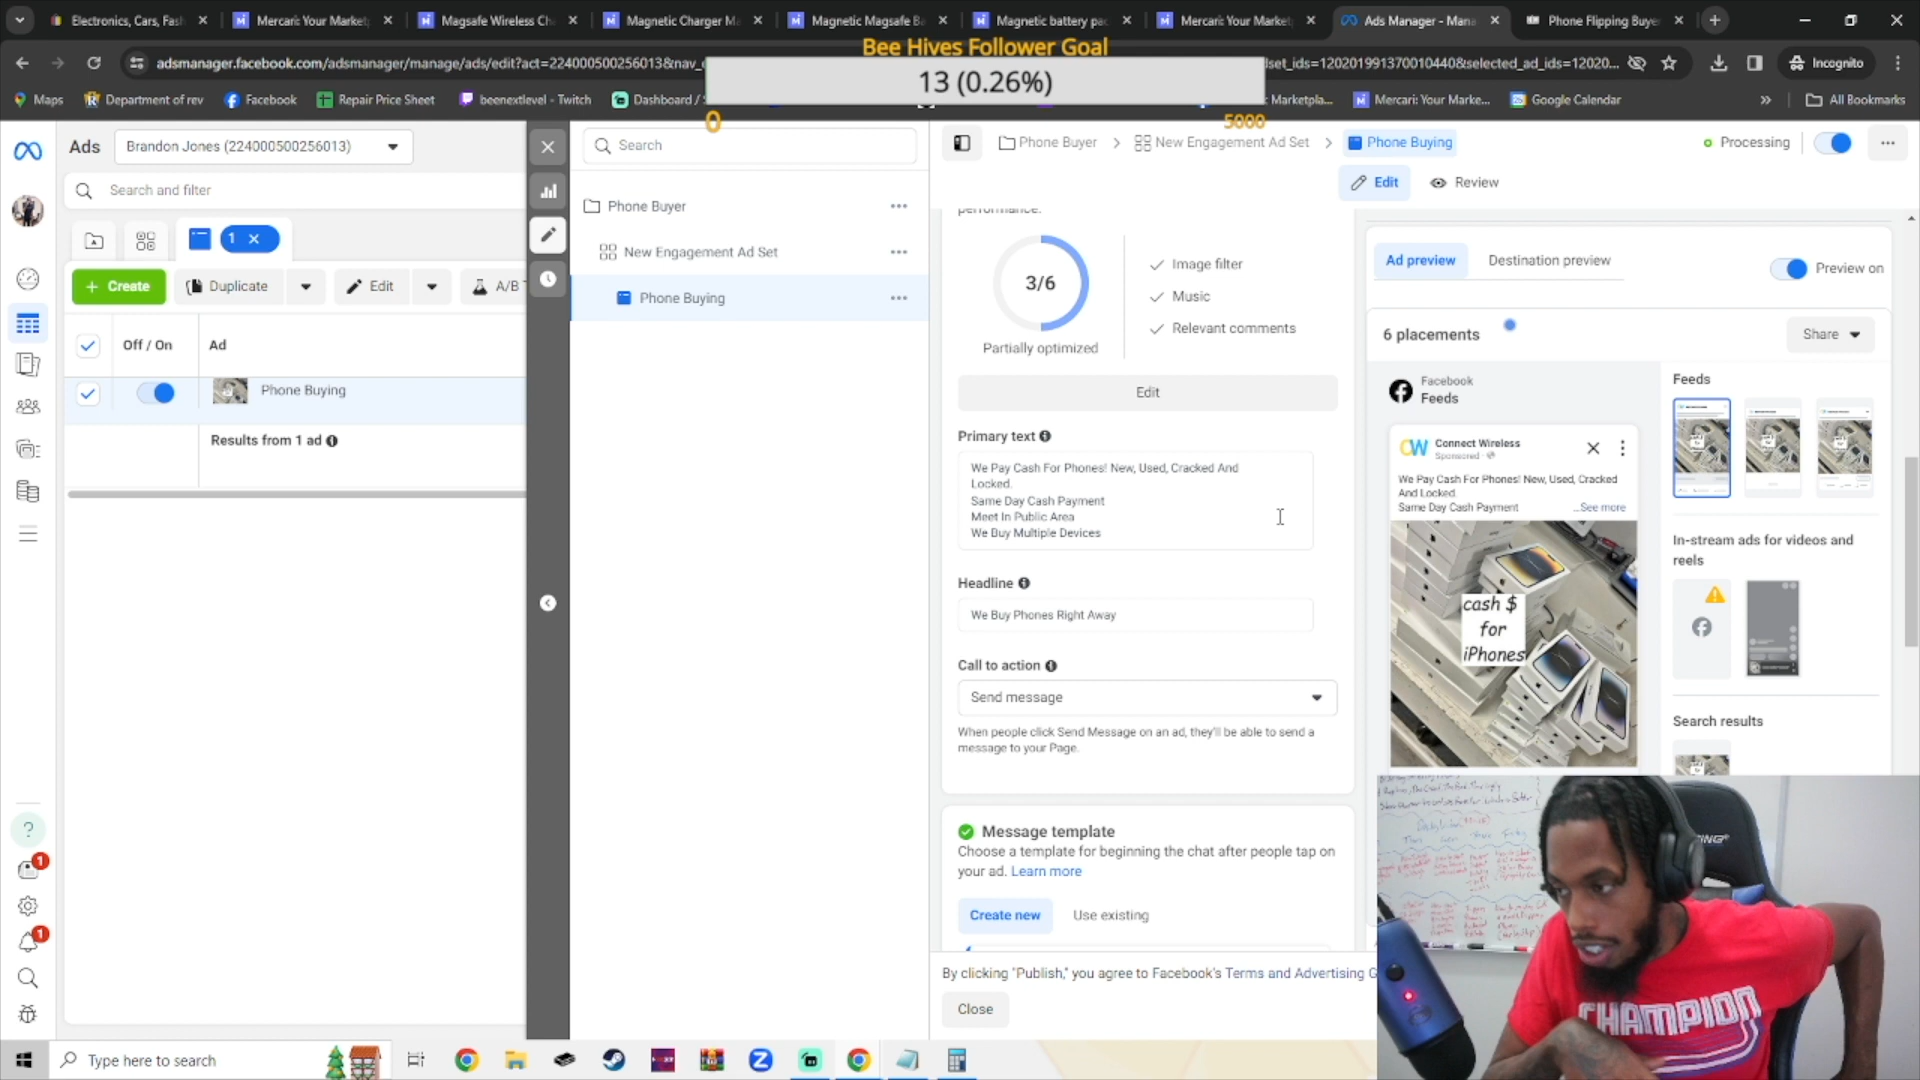 Electronics, Cars, Fash
Mercari: Your Market
Magsafe Wireless Ch
Magnetic Charger M
Magnetic Magsafe B
Magnetic battery pac
Mercari: Your Market
Ads Manager - Mana
Phone Flipping Buye
Bee Hives Follower Goal
adsmanager.facebook.com/adsmanager/manage/ads/edit?act=224000500256013&nav_e
13 (0.26%)
dset_ids=120201991370010440&selected_ad_ids=12020...
Incognito
0
5000
Maps
Department of rev
Facebook
Repair Price Sheet
beenextlevel - Twitch
Dashboard /
Marketpla...
Mercari: Your Marke...
Google Calendar
All Bookmarks
Ads
Brandon Jones (224000500256013)
Search and filter
1
Create
Duplicate
Edit
A/B T
Off / On
Ad
Phone Buying
Results from 1 ad
Search
Phone Buyer
New Engagement Ad Set
Phone Buying
Phone Buyer
New Engagement Ad Set
Phone Buying
Processing
Edit
Review
performance.
3/6
Partially optimized
Image filter
Music
Relevant comments
Edit
Primary text
We Pay Cash For Phones! New, Used, Cracked And
Locked.
Same Day Cash Payment
Meet In Public Area
We Buy Multiple Devices
Headline
We Buy Phones Right Away
Call to action
Send message
When people click Send Message on an ad, they'll be able to send a
message to your Page.
Message template
Choose a template for beginning the chat after people tap on
your ad. Learn more
Create new
Use existing
By clicking "Publish," you agree to Facebook's Terms and Advertising G
Close
Ad preview
Destination preview
Preview on
6 placements
Share
Facebook
Feeds
CW
Connect Wireless
Sponsored
We Pay Cash For Phones! New, Used, Cracked
And Locked.
Same Day Cash Payment
...See more
cash $
for
iPhones
Feeds
In-stream ads for videos and
reels
Search results
CHAMPION
1
1
Type here to search